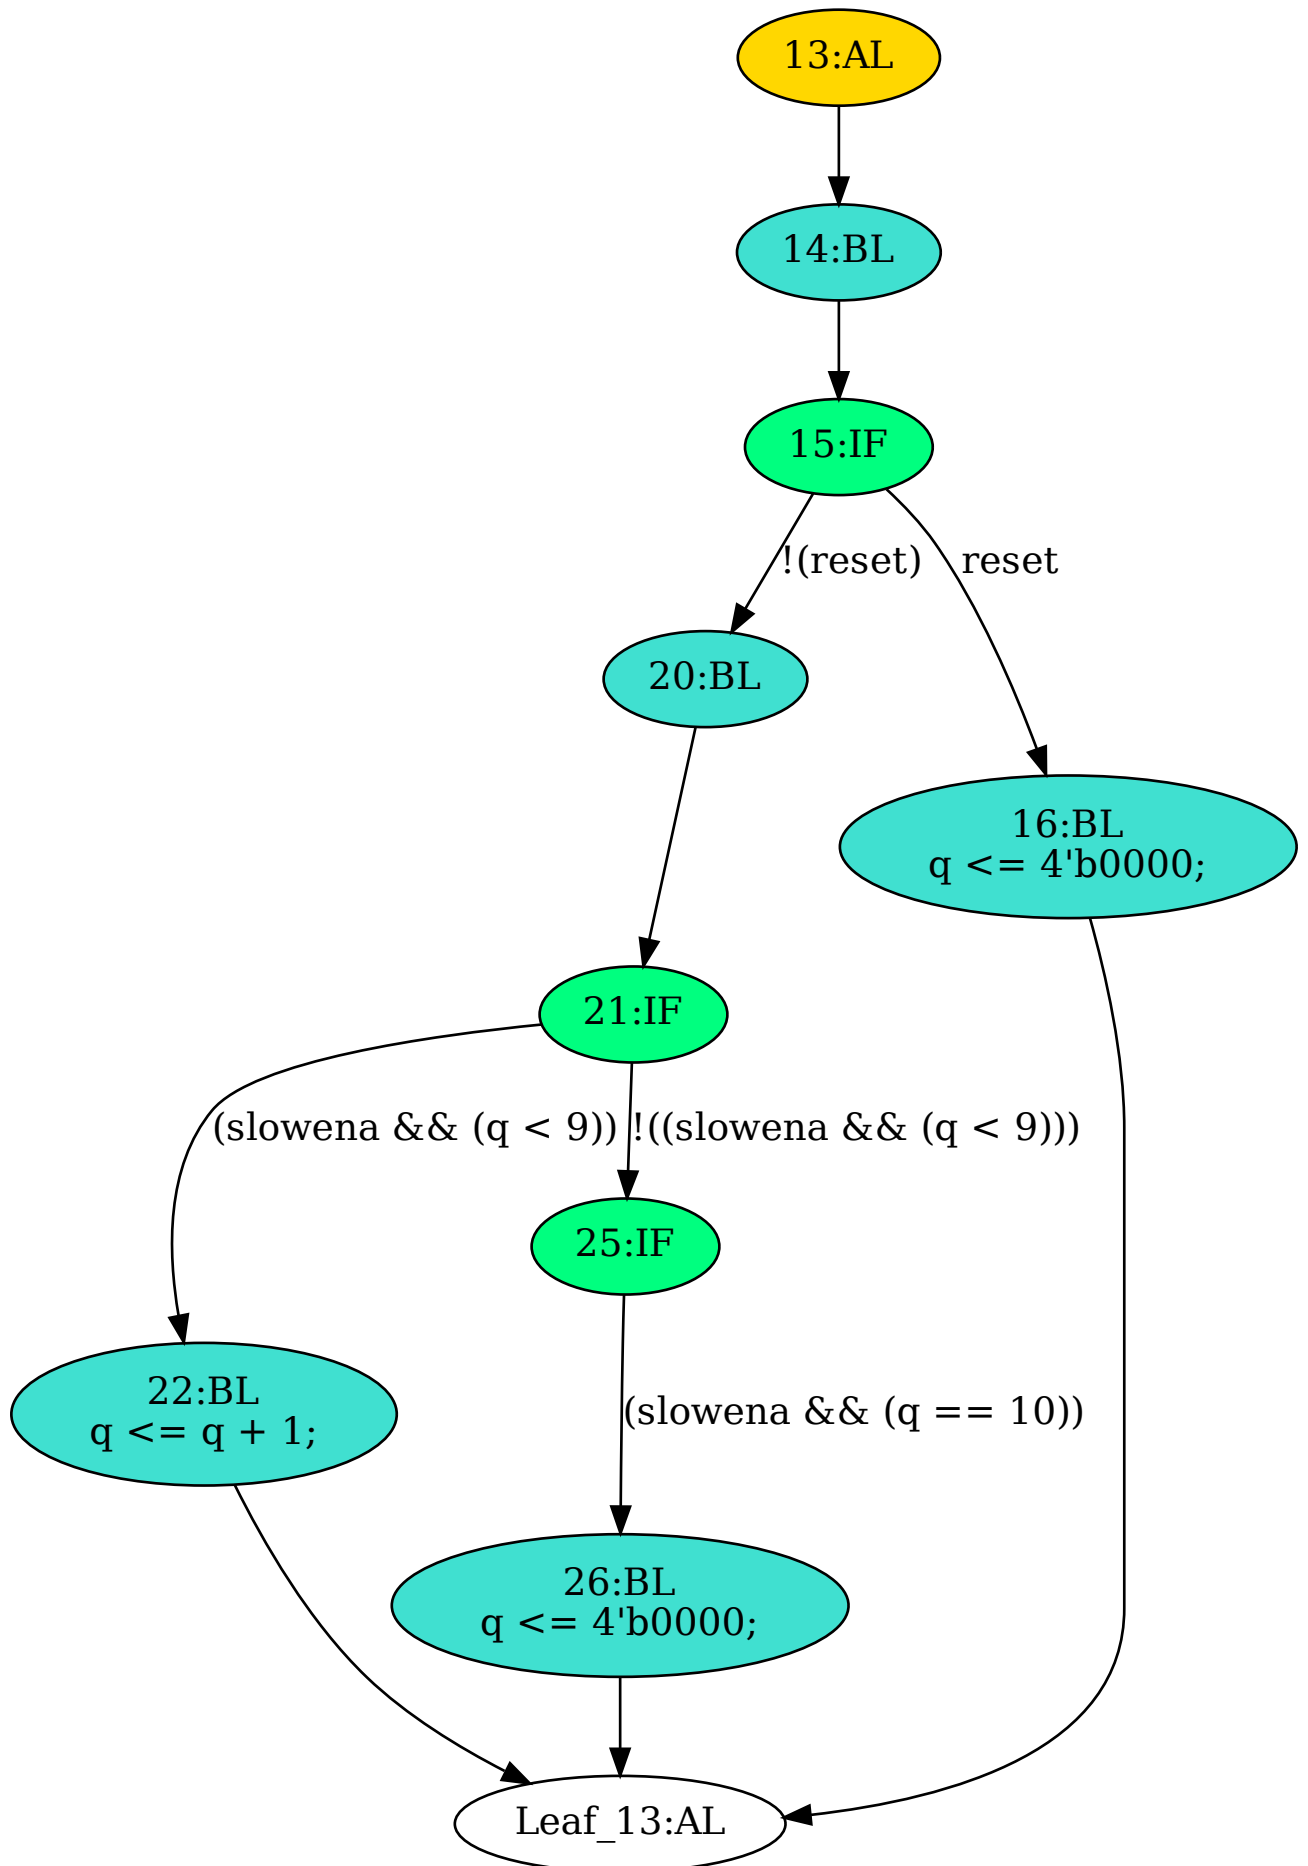 13:AL
14:BL
15:IF
!(reset)
reset
20:BL
16:BL
q <= 4'b0000;
21:IF
(slowena && (q < 9))
!((slowena && (q < 9)))
25:IF
22:BL
q <= q + 1;
(slowena && (q == 10))
26:BL
q <= 4'b0000;
Leaf_13:AL